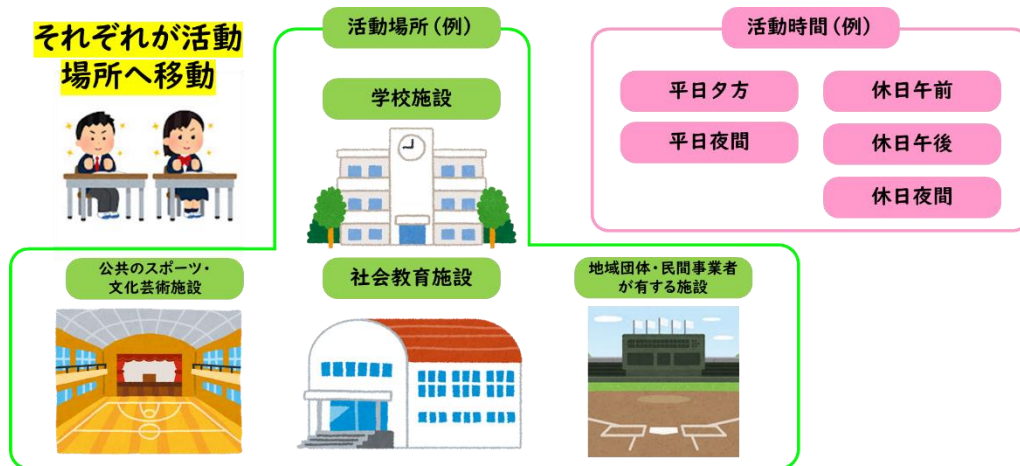 それぞれが活動
場所へ移動
活動場所（例）
学校施設
公共のスポーツ・
文化芸術施設
社会教育施設
地域団体・民間事業者
が有する施設
活動時間（例）
平日夕方
休日午前
平日夜間
休日午後
休日夜間